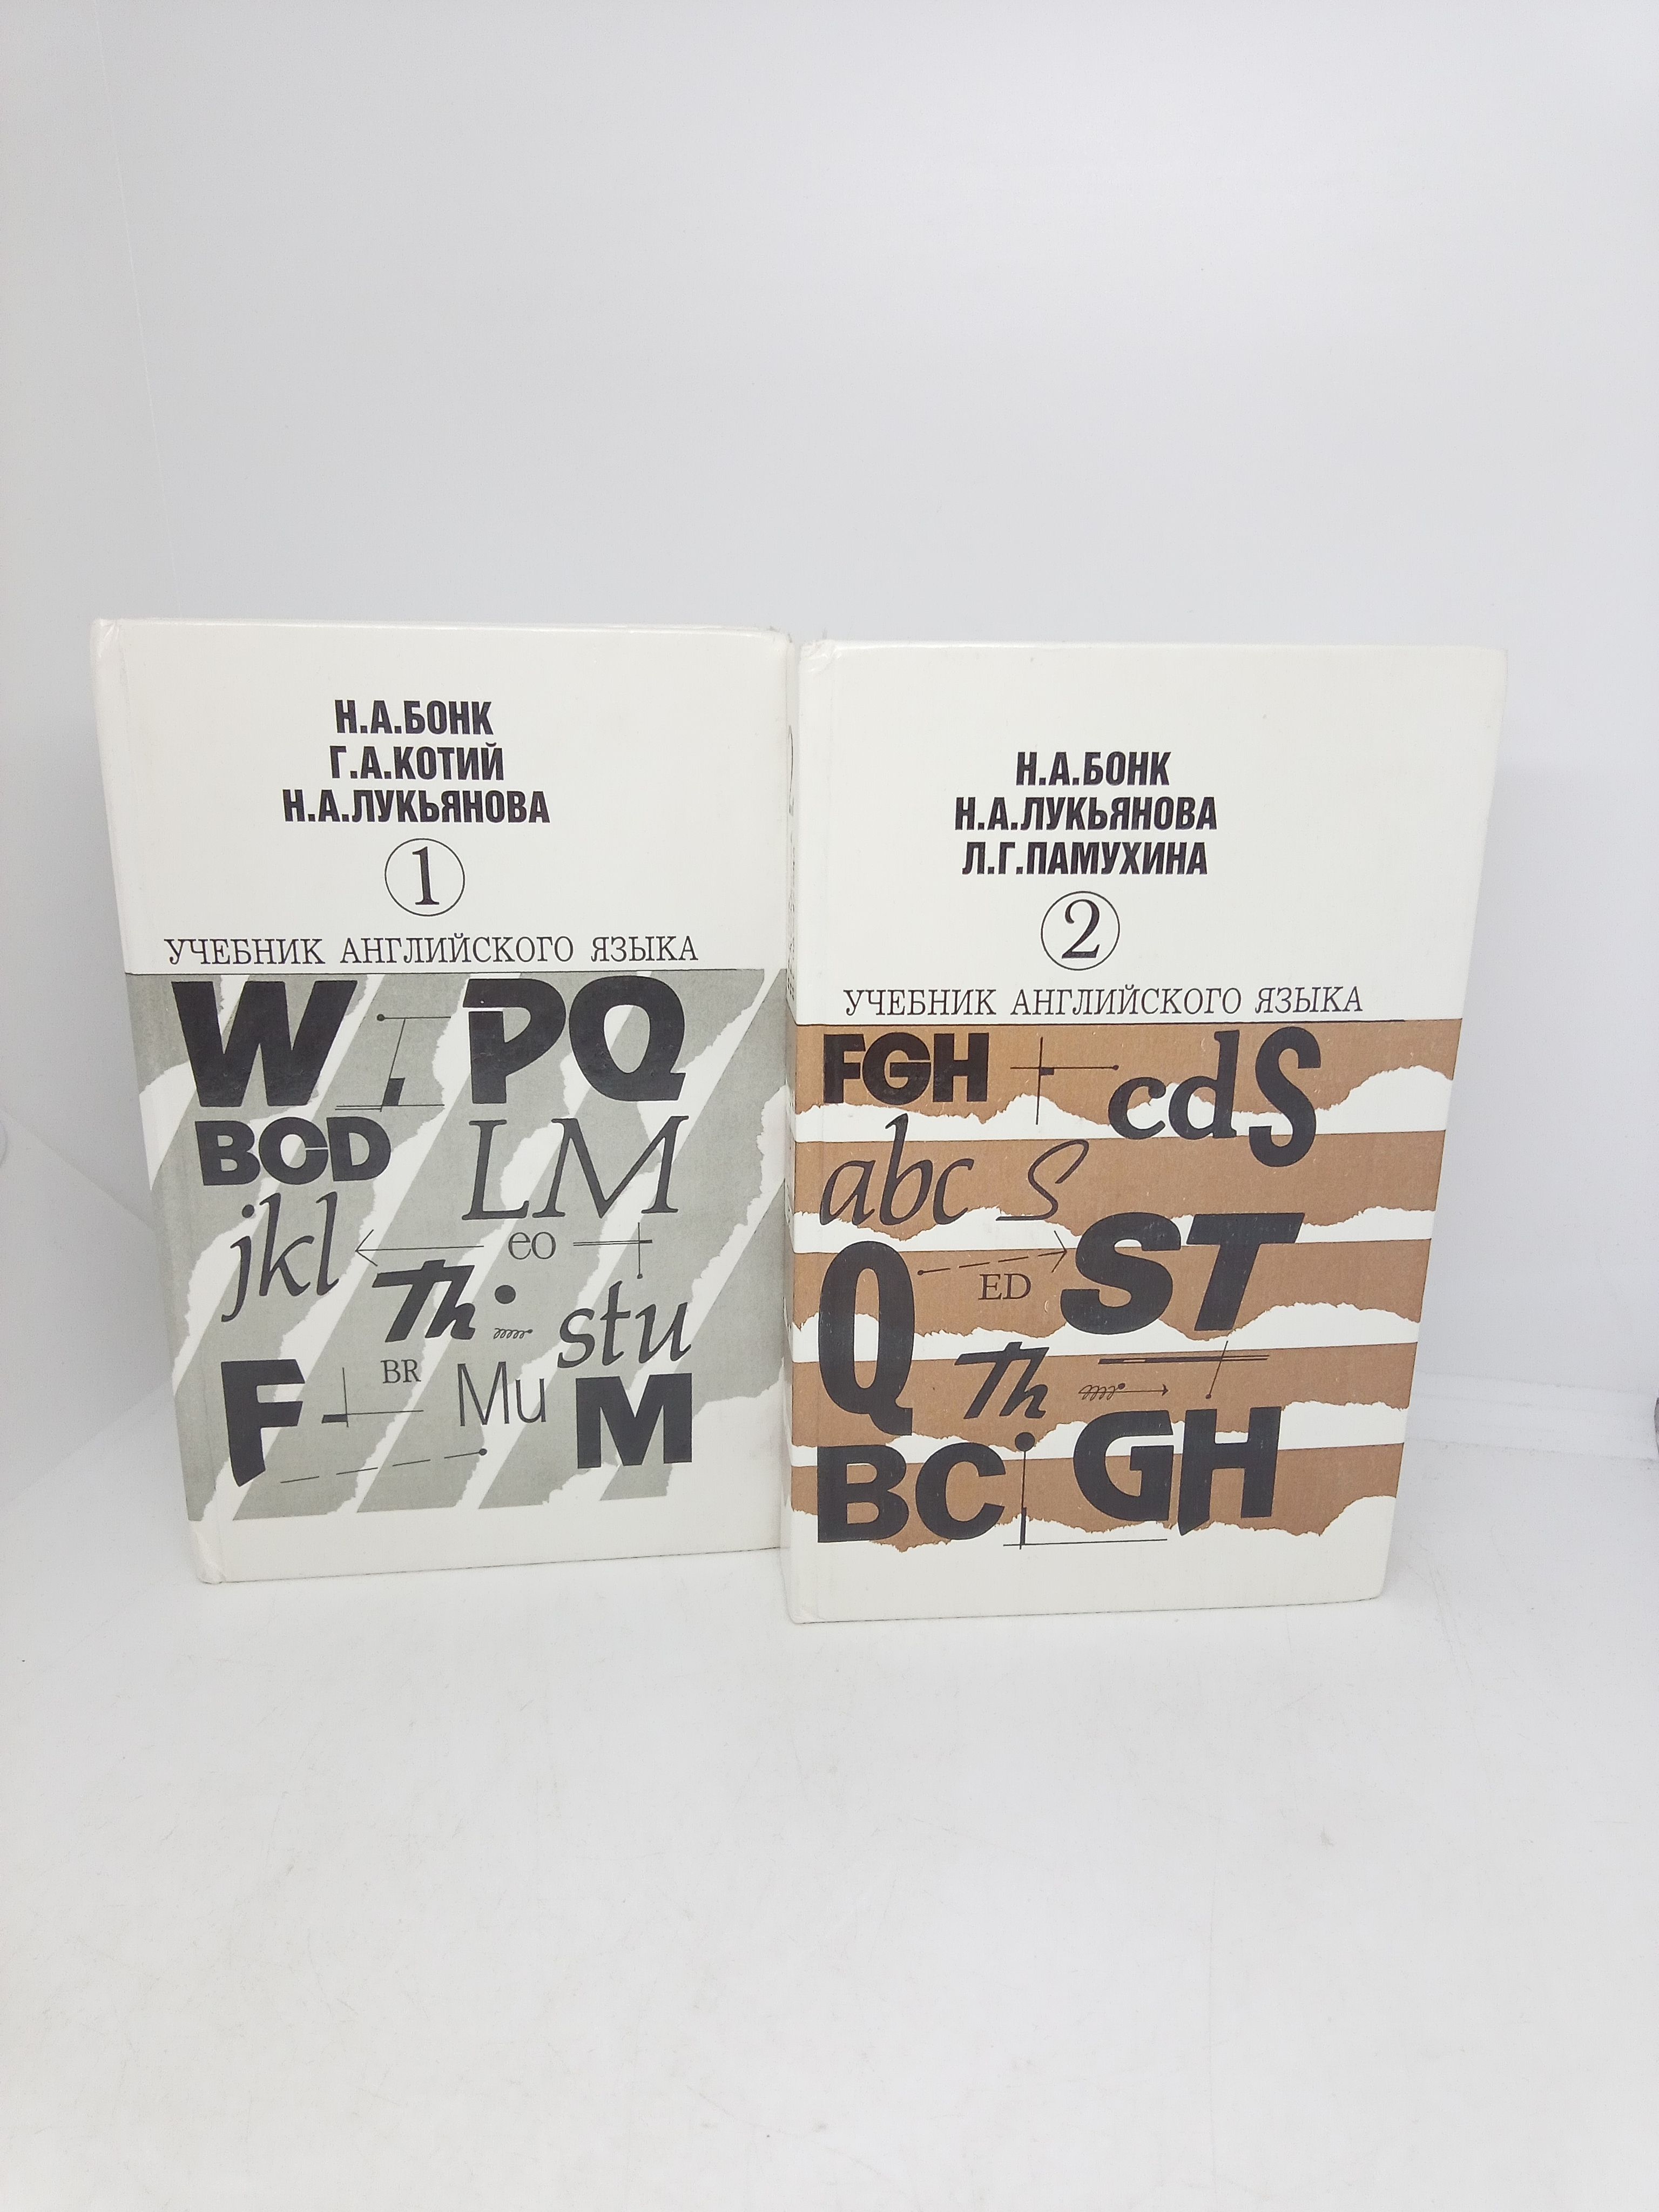 Н.А.БОНК
Г.А.КОТИЙ
Н.А.ЛУКЬЯНОВА
1
УЧЕБНИК АНГЛИЙСКОГО ЯЗЫКА
W PQ
BCD LM
jkl eo
Th stu
F BR Mu M
Н.А.БОНК
Н.А.ЛУКЬЯНОВА
Л.Г.ПАМУХИНА
2
УЧЕБНИК АНГЛИЙСКОГО ЯЗЫКА
FGH cdS
abc S
Q ED ST
Th
BC GH